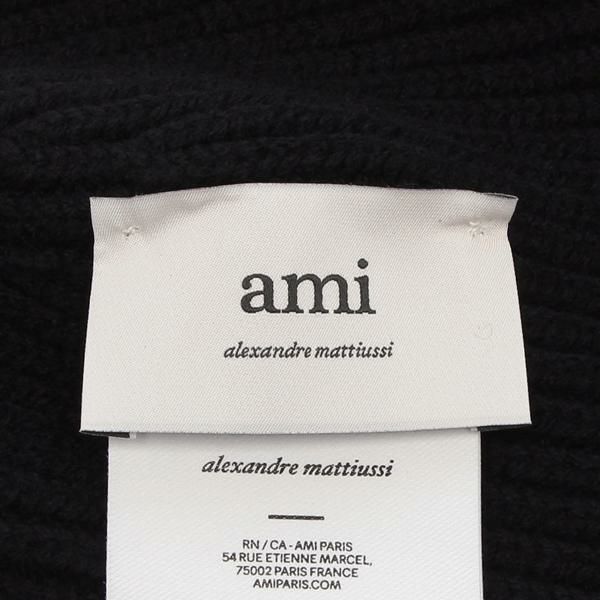 ami
alexandre mattiussi
alexandre mattiussi
RN / CA - AMI PARIS
54 RUE ETIENNE MARCEL,
75002 PARIS FRANCE
AMIPARIS.COM